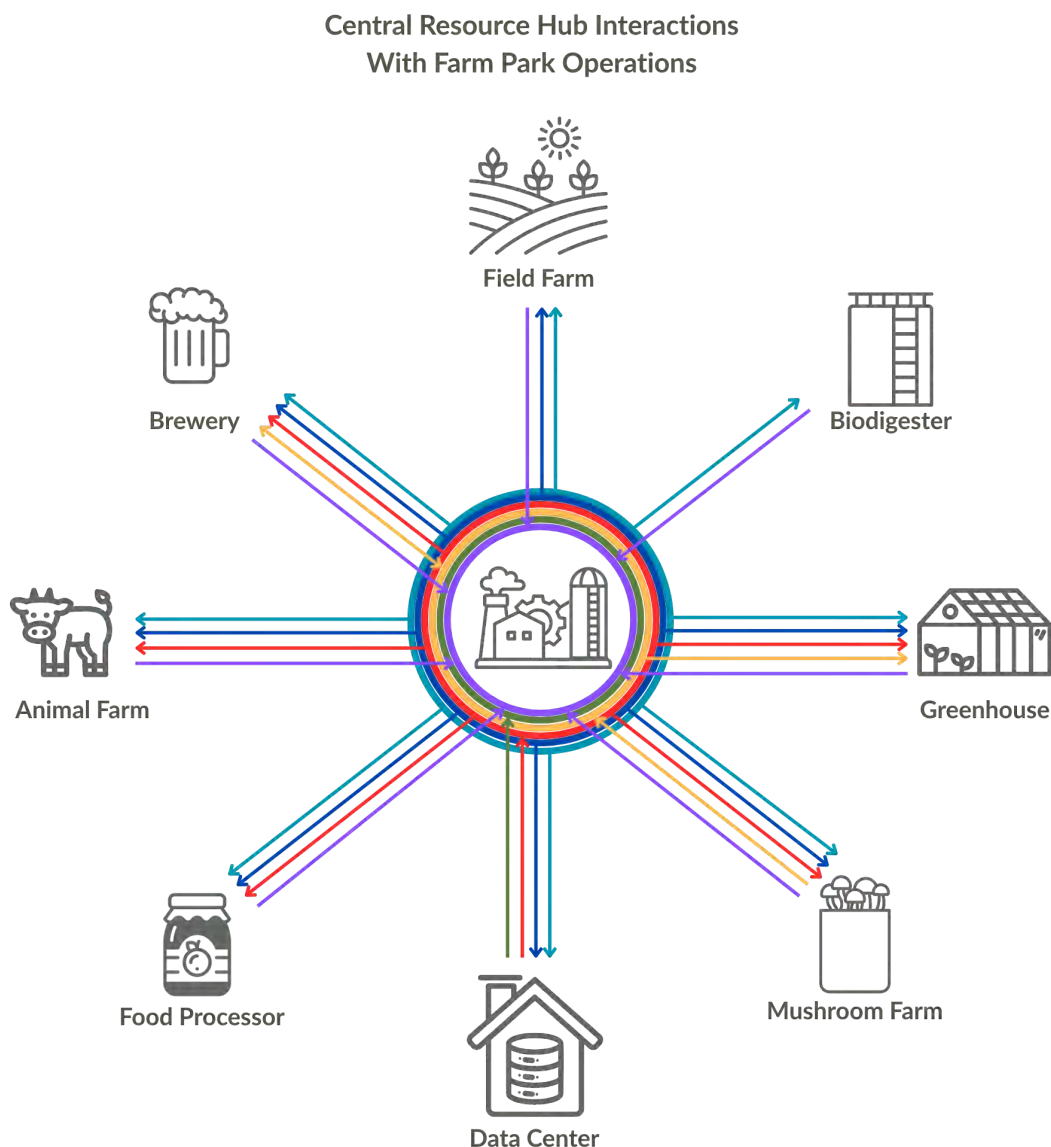 Central Resource Hub Interactions
With Farm Park Operations
Field Farm
Brewery
Biodigester
Animal Farm
Greenhouse
Food Processor
Mushroom Farm
Data Center